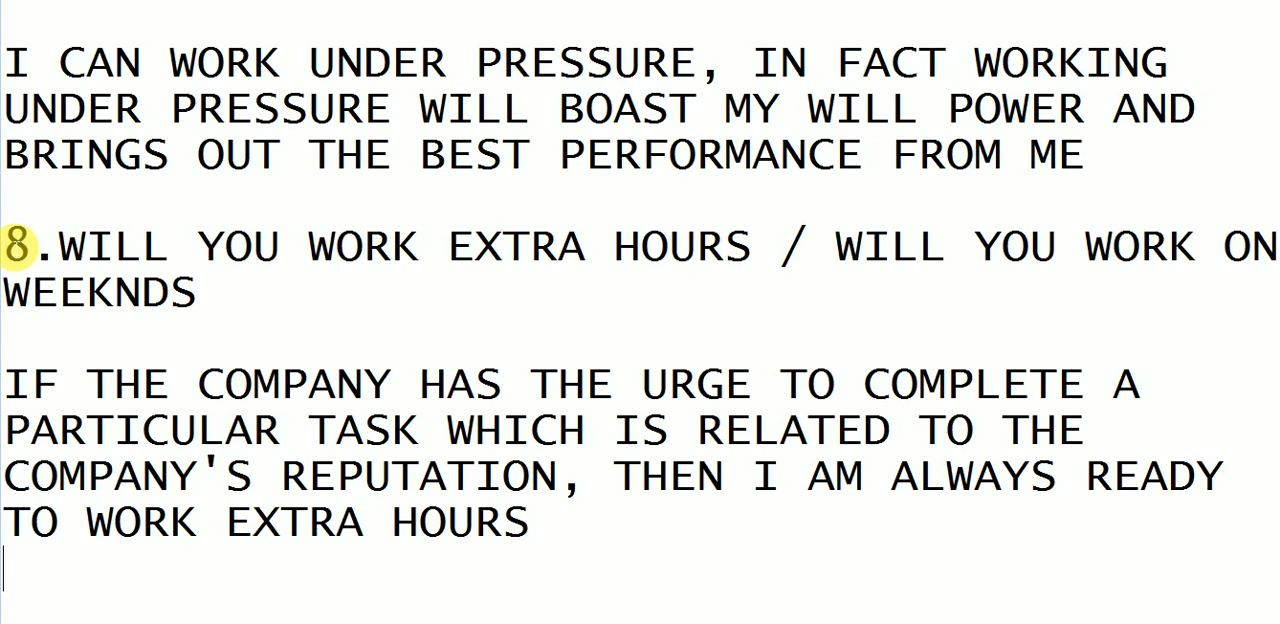 I CAN WORK UNDER PRESSURE, IN FACT WORKING
UNDER PRESSURE WILL BOAST MY WILL POWER AND
BRINGS OUT THE BEST PERFORMANCE FROM ME
8.WILL YOU WORK EXTRA HOURS / WILL YOU WORK ON
WEEKNDS
IF THE COMPANY HAS THE URGE TO COMPLETE A
PARTICULAR TASK WHICH IS RELATED TO THE
COMPANY'S REPUTATION, THEN I AM ALWAYS READY
TO WORK EXTRA HOURS